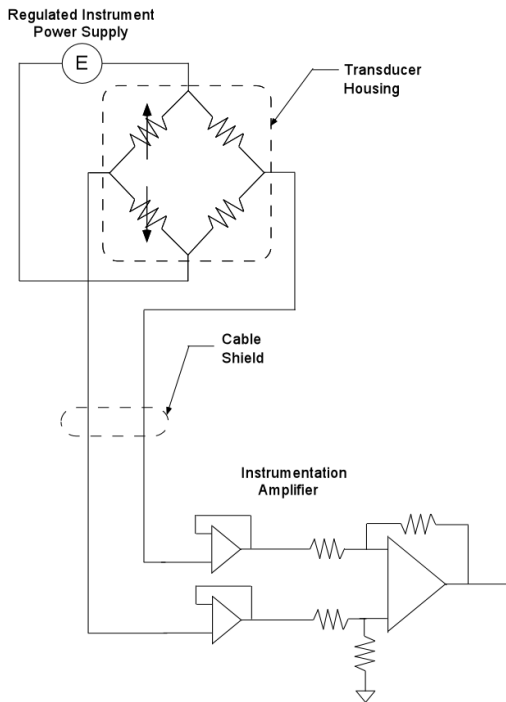 Regulated Instrument
Power Supply
E
Transducer
Housing
Cable
Shield
Instrumentation
Amplifier